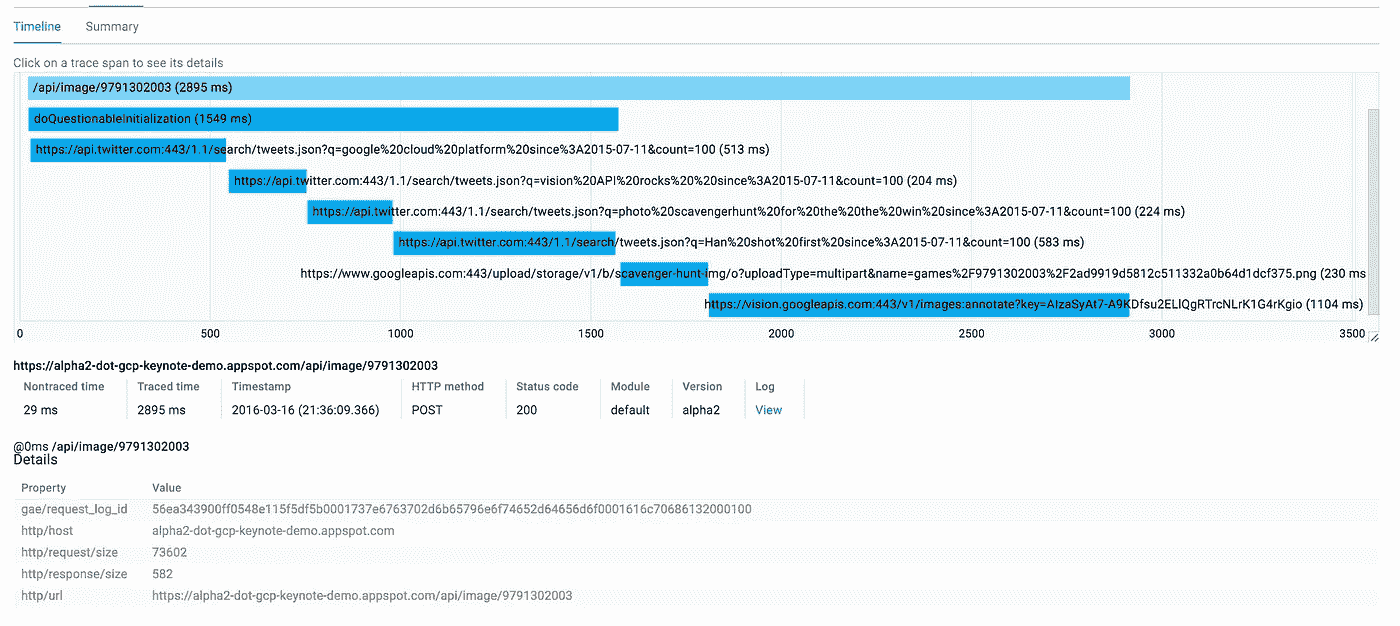 Timeline Summary
Click on a trace span to see its details
/api/image/9791302003 (2895 ms)
doQuestionableInitialization (1549 ms)
https://api.twitter.com:443/1.1/search/tweets.json?q=google%20cloud%20platform%20since%3A2015-07-11&count=100 (513 ms)
https://api.twitter.com:443/1.1/search/tweets.json?q=vision%20API%20rocks%20%20since%3A2015-07-11&count=100 (204 ms)
https://api.twitter.com:443/1.1/search/tweets.json?q=photo%20scavengerhunt%20for%20the%20the%20win%20since%3A2015-07-11&count=100 (224 ms)
https://api.twitter.com:443/1.1/search/tweets.json?q=Han%20shot%20first%20since%3A2015-07-11&count=100 (583 ms)
https://www.googleapis.com:443/upload/storage/v1/b/scavenger-hunt-img/o?uploadType=multipart&name=games%2F9791302003%2F2ad9919d5812c511332a0b64d1dcf375.png (230 ms
https://vision.googleapis.com:443/v1/images:annotate?key=AIzaSyAt7-A9KDfsu2ELlQgRTrcNLrK1G4rKgio (1104 ms)
0 500 1000 1500 2000 2500 3000 3500
https://alpha2-dot-gcp-keynote-demo.appspot.com/api/image/9791302003
Nontraced time Traced time Timestamp HTTP method Status code Module Version Log
29 ms 2895 ms 2016-03-16 (21:36:09.366) POST 200 default alpha2 View
@0ms /api/image/9791302003
Details
Property Value
gae/request_log_id 56ea343900ff0548e115f5df5b0001737e6763702d6b65796e6f74652d64656d6f0001616c70686132000100
http/host alpha2-dot-gcp-keynote-demo.appspot.com
http/request/size 73602
http/response/size 582
http/url https://alpha2-dot-gcp-keynote-demo.appspot.com/api/image/9791302003